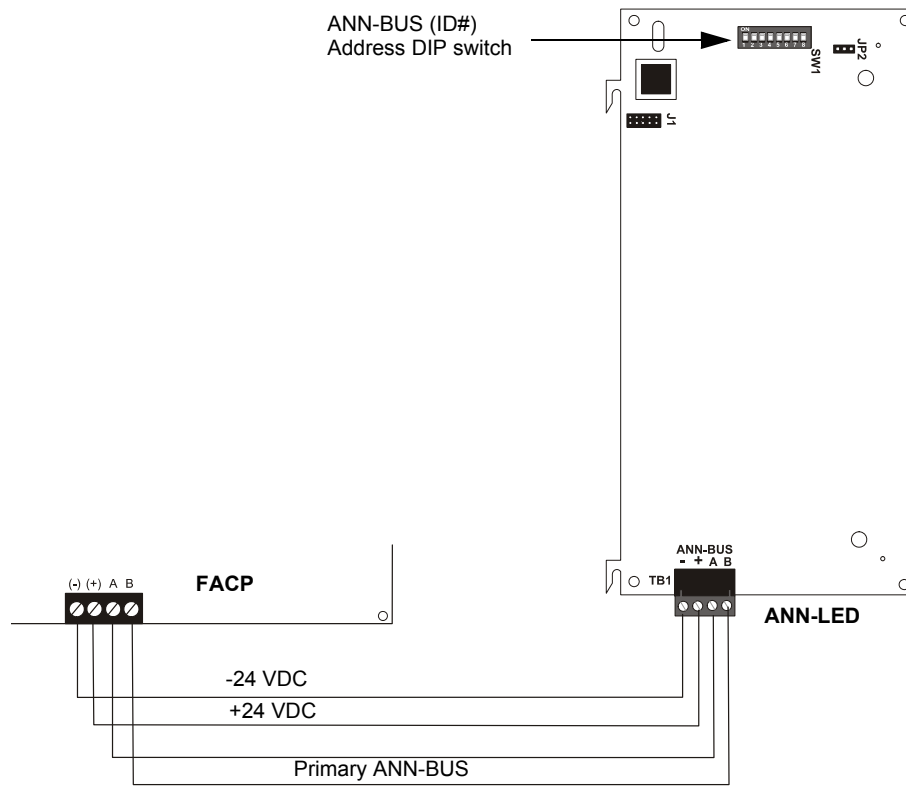 ANN-BUS (ID#)
Address DIP switch
ON
1 2 3 4 5 6 7 8
SW1
JP2
J1
ANN-BUS
- + A B
TB1
ANN-LED
(-) (+) A B
FACP
-24 VDC
+24 VDC
Primary ANN-BUS